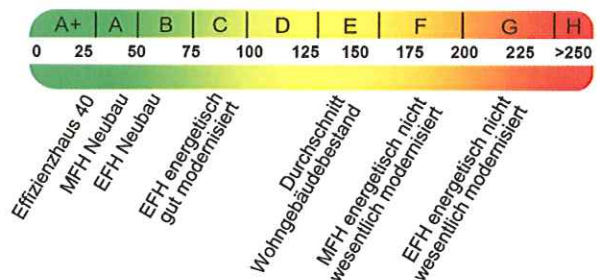 A+ A B C D E F G H
0 25 50 75 100 125 150 175 200 225 >250
Effizienzhaus 40
MFH Neubau
EFH Neubau
EFH energetisch
gut modernisiert
Durchschnitt
Wohngebäudebestand
MFH energetisch nicht
wesentlich modernisiert
EFH energetisch nicht
wesentlich modernisiert